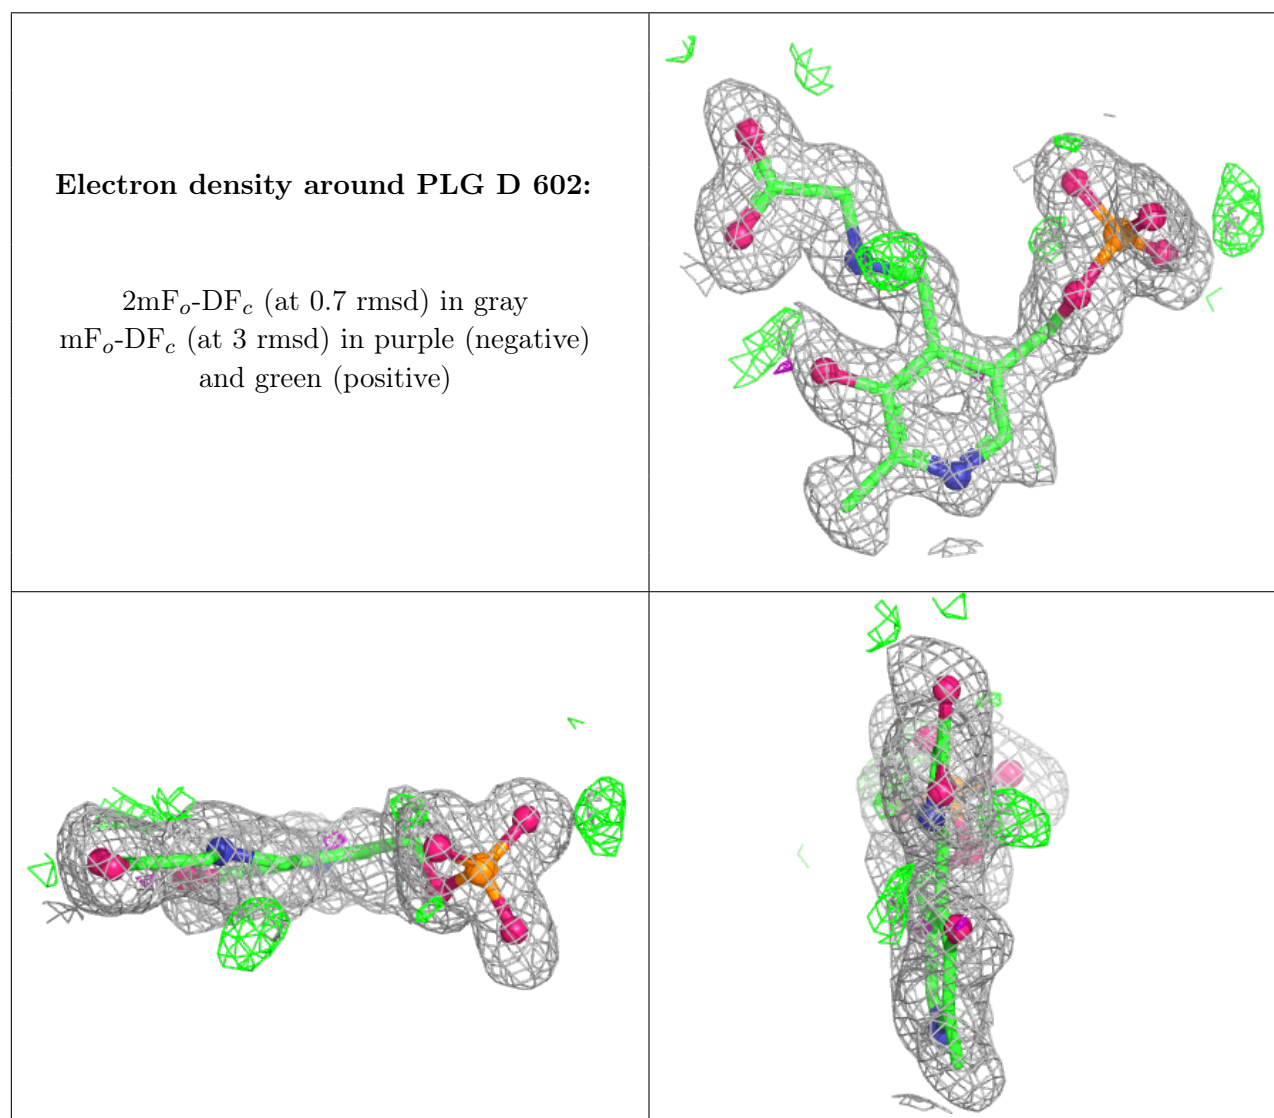 Electron density around PLG D 602:
2mFo-DFc (at 0.7 rmsd) in gray
mFo-DFc (at 3 rmsd) in purple (negative)
and green (positive)